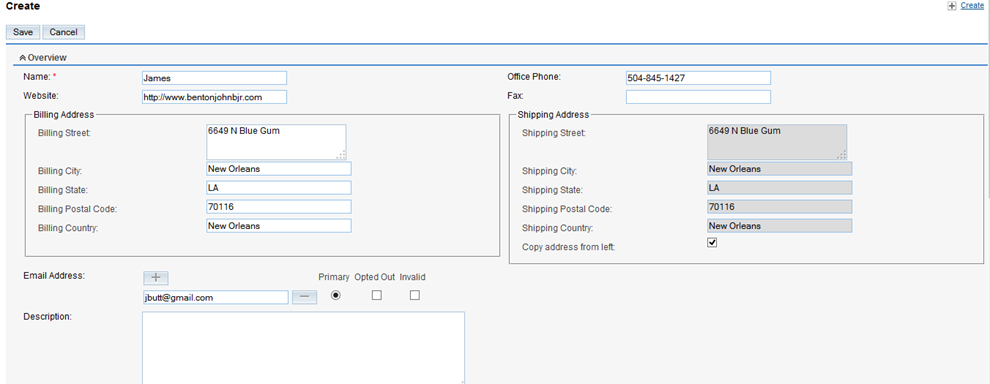 Create
Create
Save Cancel
Overview
Name: * James Office Phone: 504-845-1427
Website: http://www.bentonjohnbjr.com Fax:
Billing Address Shipping Address
Billing Street: 6649 N Blue Gum Shipping Street: 6649 N Blue Gum
Billing City: New Orleans Shipping City: New Orleans
Billing State: LA Shipping State: LA
Billing Postal Code: 70116 Shipping Postal Code: 70116
Billing Country: New Orleans Shipping Country: New Orleans
Copy address from left:
Email Address: Primary Opted Out Invalid
jbutt@gmail.com
Description: